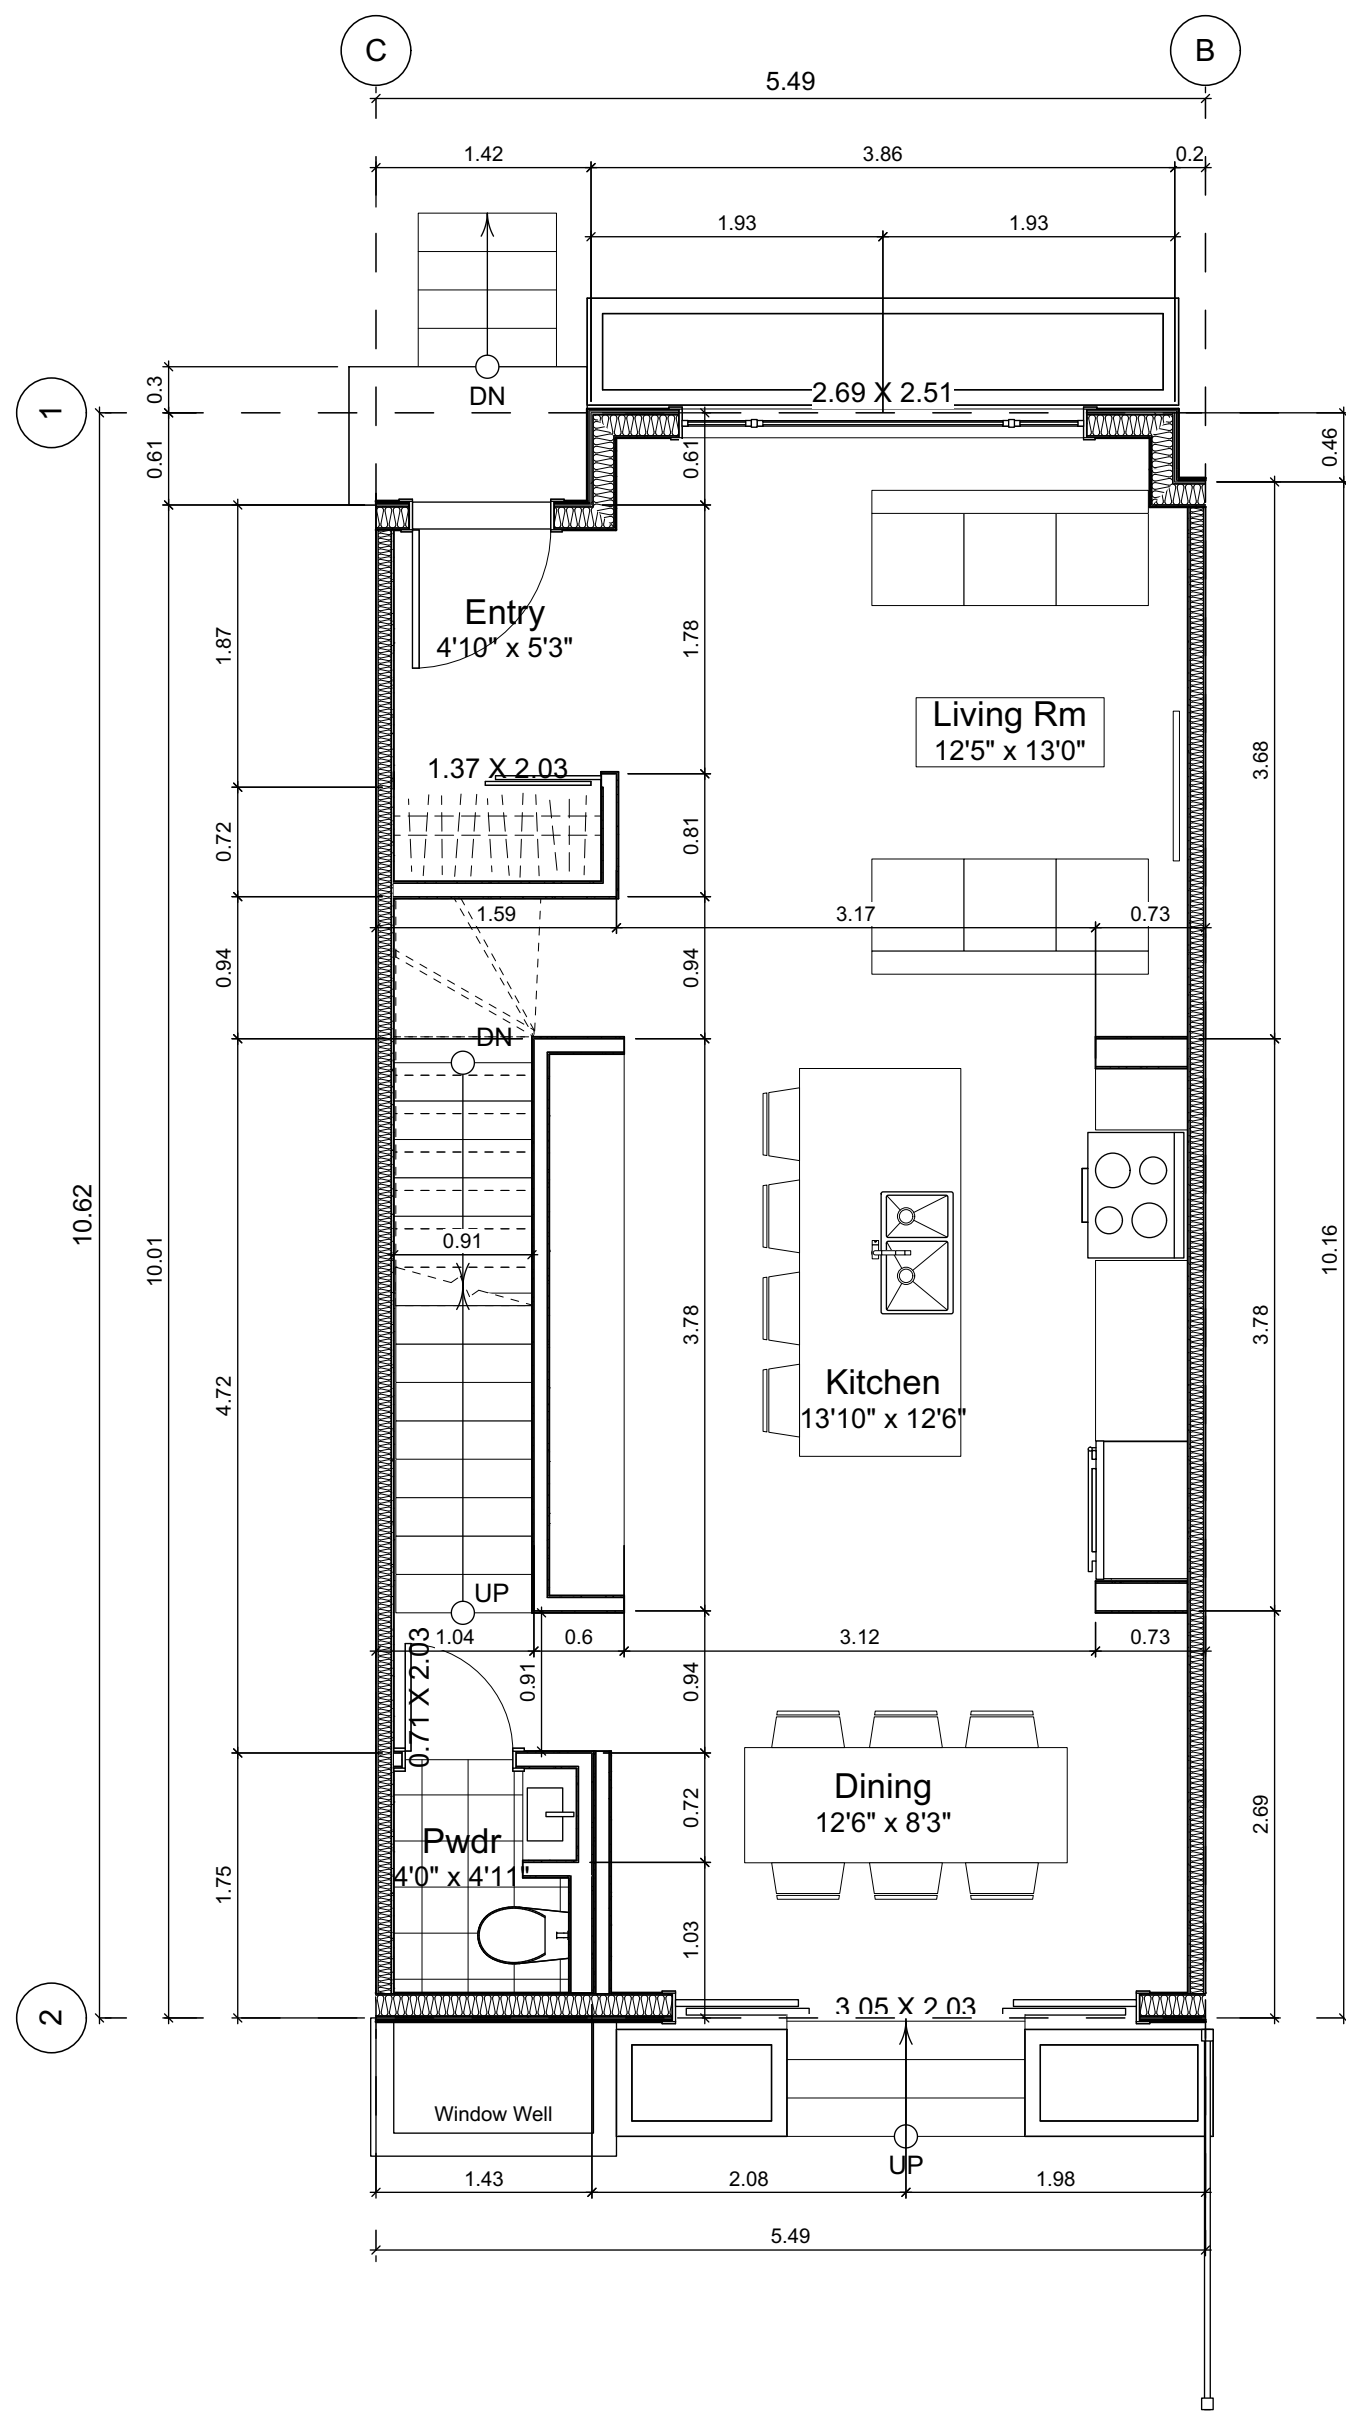 C
B
5.49
1.42
3.86
0.2
1.93
1.93
0.3
DN
2.69 X 2.51
1
0.61
0.61
0.46
Entry
4'10" x 5'3"
1.87
1.78
Living Rm
12'5" x 13'0"
3.68
1.37 X 2.03
0.72
0.81
1.59
3.17
0.73
0.94
0.94
DN
10.62
10.01
0.91
10.16
3.78
3.78
Kitchen
13'10" x 12'6"
4.72
UP
1.04
0.6
3.12
0.73
0.71 X 2.03
0.91
0.94
Dining
12'6" x 8'3"
0.72
2.69
Pwdr
4'0" x 4'11"
1.75
1.03
3.05 X 2.03
2
Window Well
UP
1.43
2.08
1.98
5.49